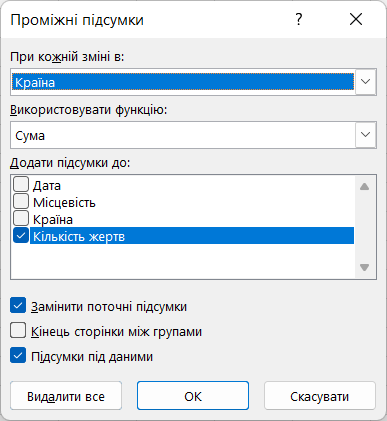 Проміжні підсумки
?
При кожній зміні в:
Країна
Використовувати функцію:
Сума
Додати підсумки до:
Дата
Місцевість
Країна
Кількість жертв
Замінити поточні підсумки
Кінець сторінки між групами
Підсумки під даними
Видалити все
ОК
Скасувати